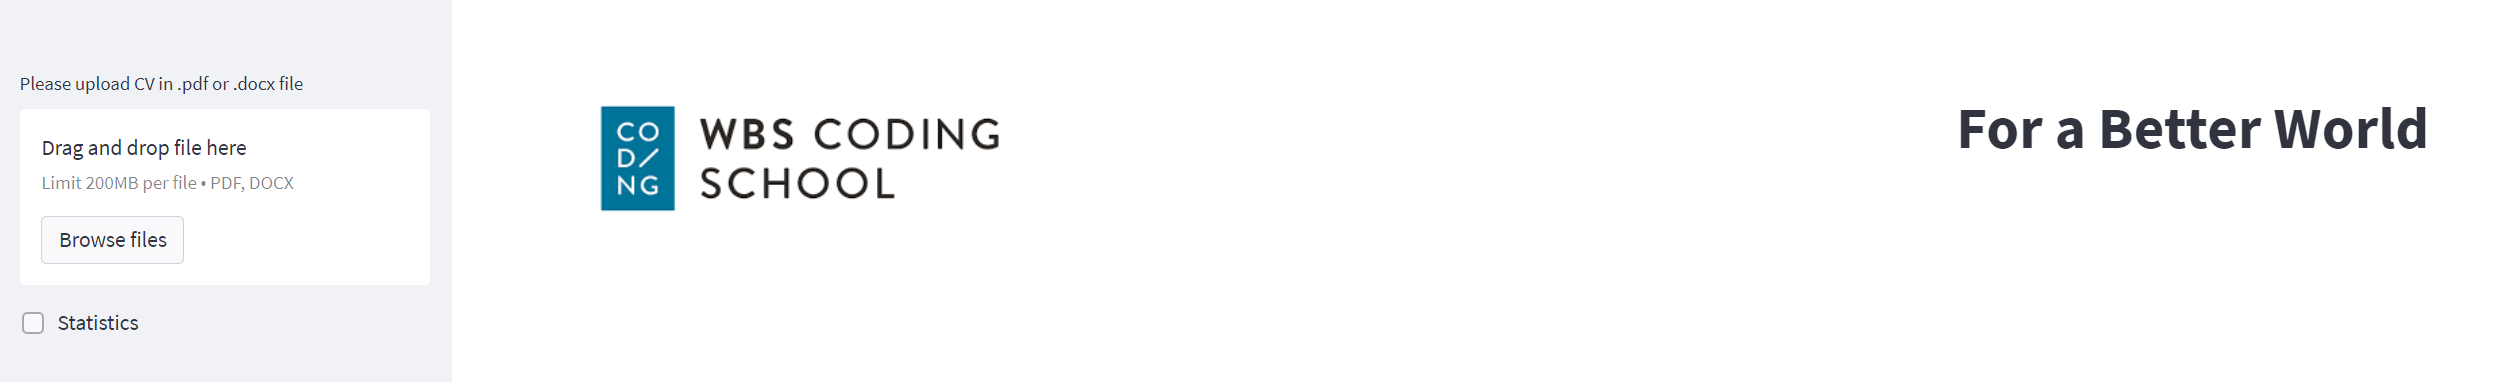 Please upload CV in .pdf or .docx file
Drag and drop file here
Limit 200MB per file • PDF, DOCX
Browse files
Statistics
CO
D/
NG
WBS CODING
SCHOOL
For a Better World